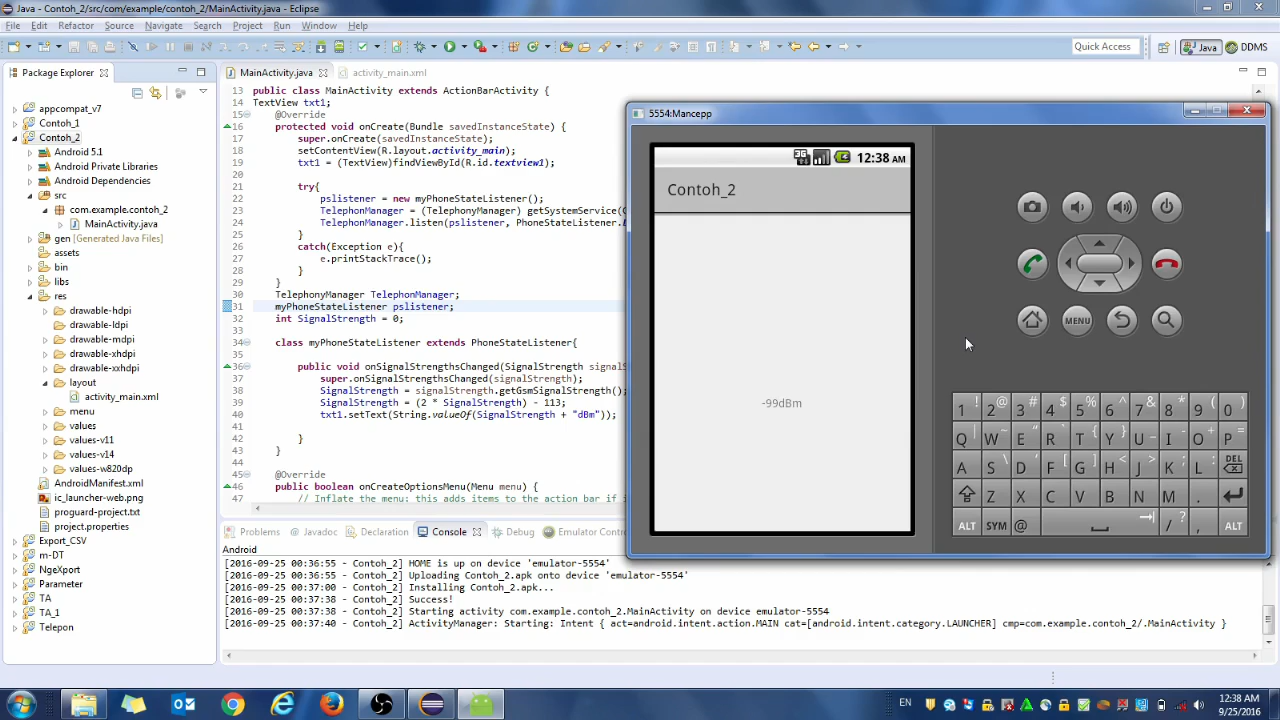 Java - Contoh_2/src/com/example/contoh_2/MainActivity.java - Eclipse
File Edit Refactor Source Navigate Search Project Run Window Help
Quick Access
Java
DDMS
Package Explorer
appcompat_v7
Contoh_1
Contoh_2
Android 5.1
Android Private Libraries
Android Dependencies
src
com.example.contoh_2
MainActivity.java
gen [Generated Java Files]
assets
bin
libs
res
drawable-hdpi
drawable-ldpi
drawable-mdpi
drawable-xhdpi
drawable-xxhdpi
layout
activity_main.xml
menu
values
values-v11
values-v14
values-w820dp
AndroidManifest.xml
ic_launcher-web.png
proguard-project.txt
project.properties
Export_CSV
m-DT
NgeXport
Parameter
TA
TA_1
Telepon
MainActivity.java
activity_main.xml
13 public class MainActivity extends ActionBarActivity {
14 TextView txt1;
15 @Override
16 protected void onCreate(Bundle savedInstanceState) {
17 super.onCreate(savedInstanceState);
18 setContentView(R.layout.activity_main);
19 txt1 = (TextView)findViewById(R.id.textview1);
20
21 try{
22 pslistener = new myPhoneStateListener();
23 TelephonManager = (TelephonyManager) getSystemService(
24 TelephonManager.listen(pslistener, PhoneStateListener.
25 }
26 catch(Exception e){
27 e.printStackTrace();
28 }
29 }
30 TelephonyManager TelephonManager;
31 myPhoneStateListener pslistener;
32 int SignalStrength = 0;
33
34 class myPhoneStateListener extends PhoneStateListener{
36 public void onSignalStrengthsChanged(SignalStrength signalS
37 super.onSignalStrengthsChanged(signalStrength);
38 SignalStrength = signalStrength.getGsmSignalStrength();
39 SignalStrength = (2 * SignalStrength) - 113;
40 txt1.setText(String.valueOf(SignalStrength + "dBm"));
41
42 }
43 }
44
45 @Override
46 public boolean onCreateOptionsMenu(Menu menu) {
47 // Inflate the menu: this adds items to the action bar if i
5554:Mancepp
3G
12:38 AM
Contoh_2
-99dBm
MENU
1 ! 2 @ 3 # 4 $ 5 % 6 ^ 7 & 8 * 9 ( 0 )
Q W ~ E " R ` T { Y } U _ I - O + P =
A S \ D ' F [ G ] H < J > K ; L : DEL
Z X C V B N M .
ALT SYM @ / ? , ALT
Problems Javadoc Declaration Console Debug Emulator Contr
Android
[2016-09-25 00:36:55 - Contoh_2] HOME is up on device 'emulator-5554'
[2016-09-25 00:36:55 - Contoh_2] Uploading Contoh_2.apk onto device 'emulator-5554'
[2016-09-25 00:37:00 - Contoh_2] Installing Contoh_2.apk...
[2016-09-25 00:37:38 - Contoh_2] Success!
[2016-09-25 00:37:38 - Contoh_2] Starting activity com.example.contoh_2.MainActivity on device emulator-5554
[2016-09-25 00:37:40 - Contoh_2] ActivityManager: Starting: Intent { act=android.intent.action.MAIN cat=[android.intent.category.LAUNCHER] cmp=com.example.contoh_2/.MainActivity }
EN
12:38 AM
9/25/2016